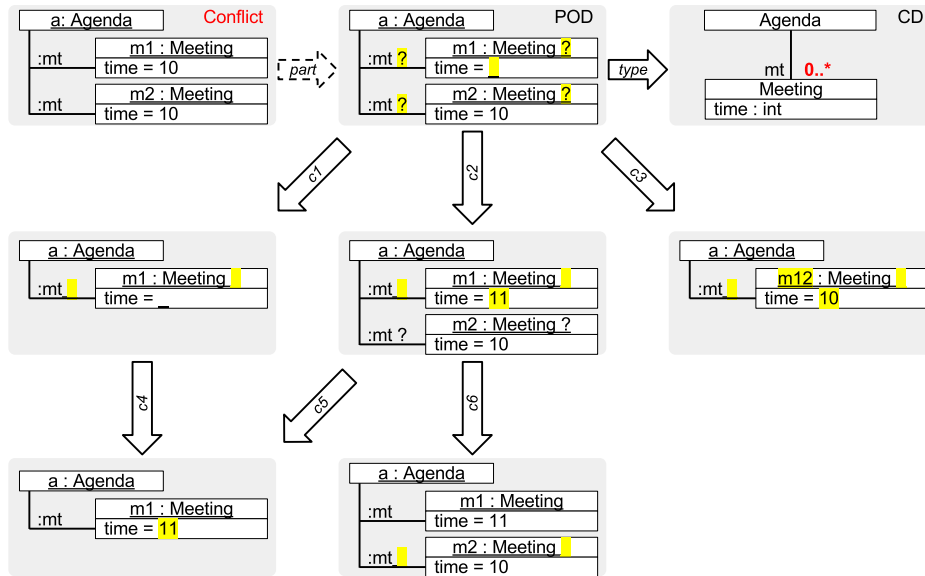 a : Agenda
Conflict
:mt
m1 : Meeting
time = 10
:mt
m2 : Meeting
time = 10
part
a : Agenda
POD
:mt ?
m1 : Meeting ?
time = _
:mt ?
m2 : Meeting ?
time = 10
type
Agenda
CD
mt
0..*
Meeting
time : int
c1
c2
c3
a : Agenda
:mt
m1 : Meeting
time = _
a : Agenda
:mt
m1 : Meeting
time = 11
:mt ?
m2 : Meeting ?
time = 10
a : Agenda
:mt
m12 : Meeting
time = 10
c4
c5
c6
a : Agenda
:mt
m1 : Meeting
time = 11
a : Agenda
:mt
m1 : Meeting
time = 11
:mt
m2 : Meeting
time = 10